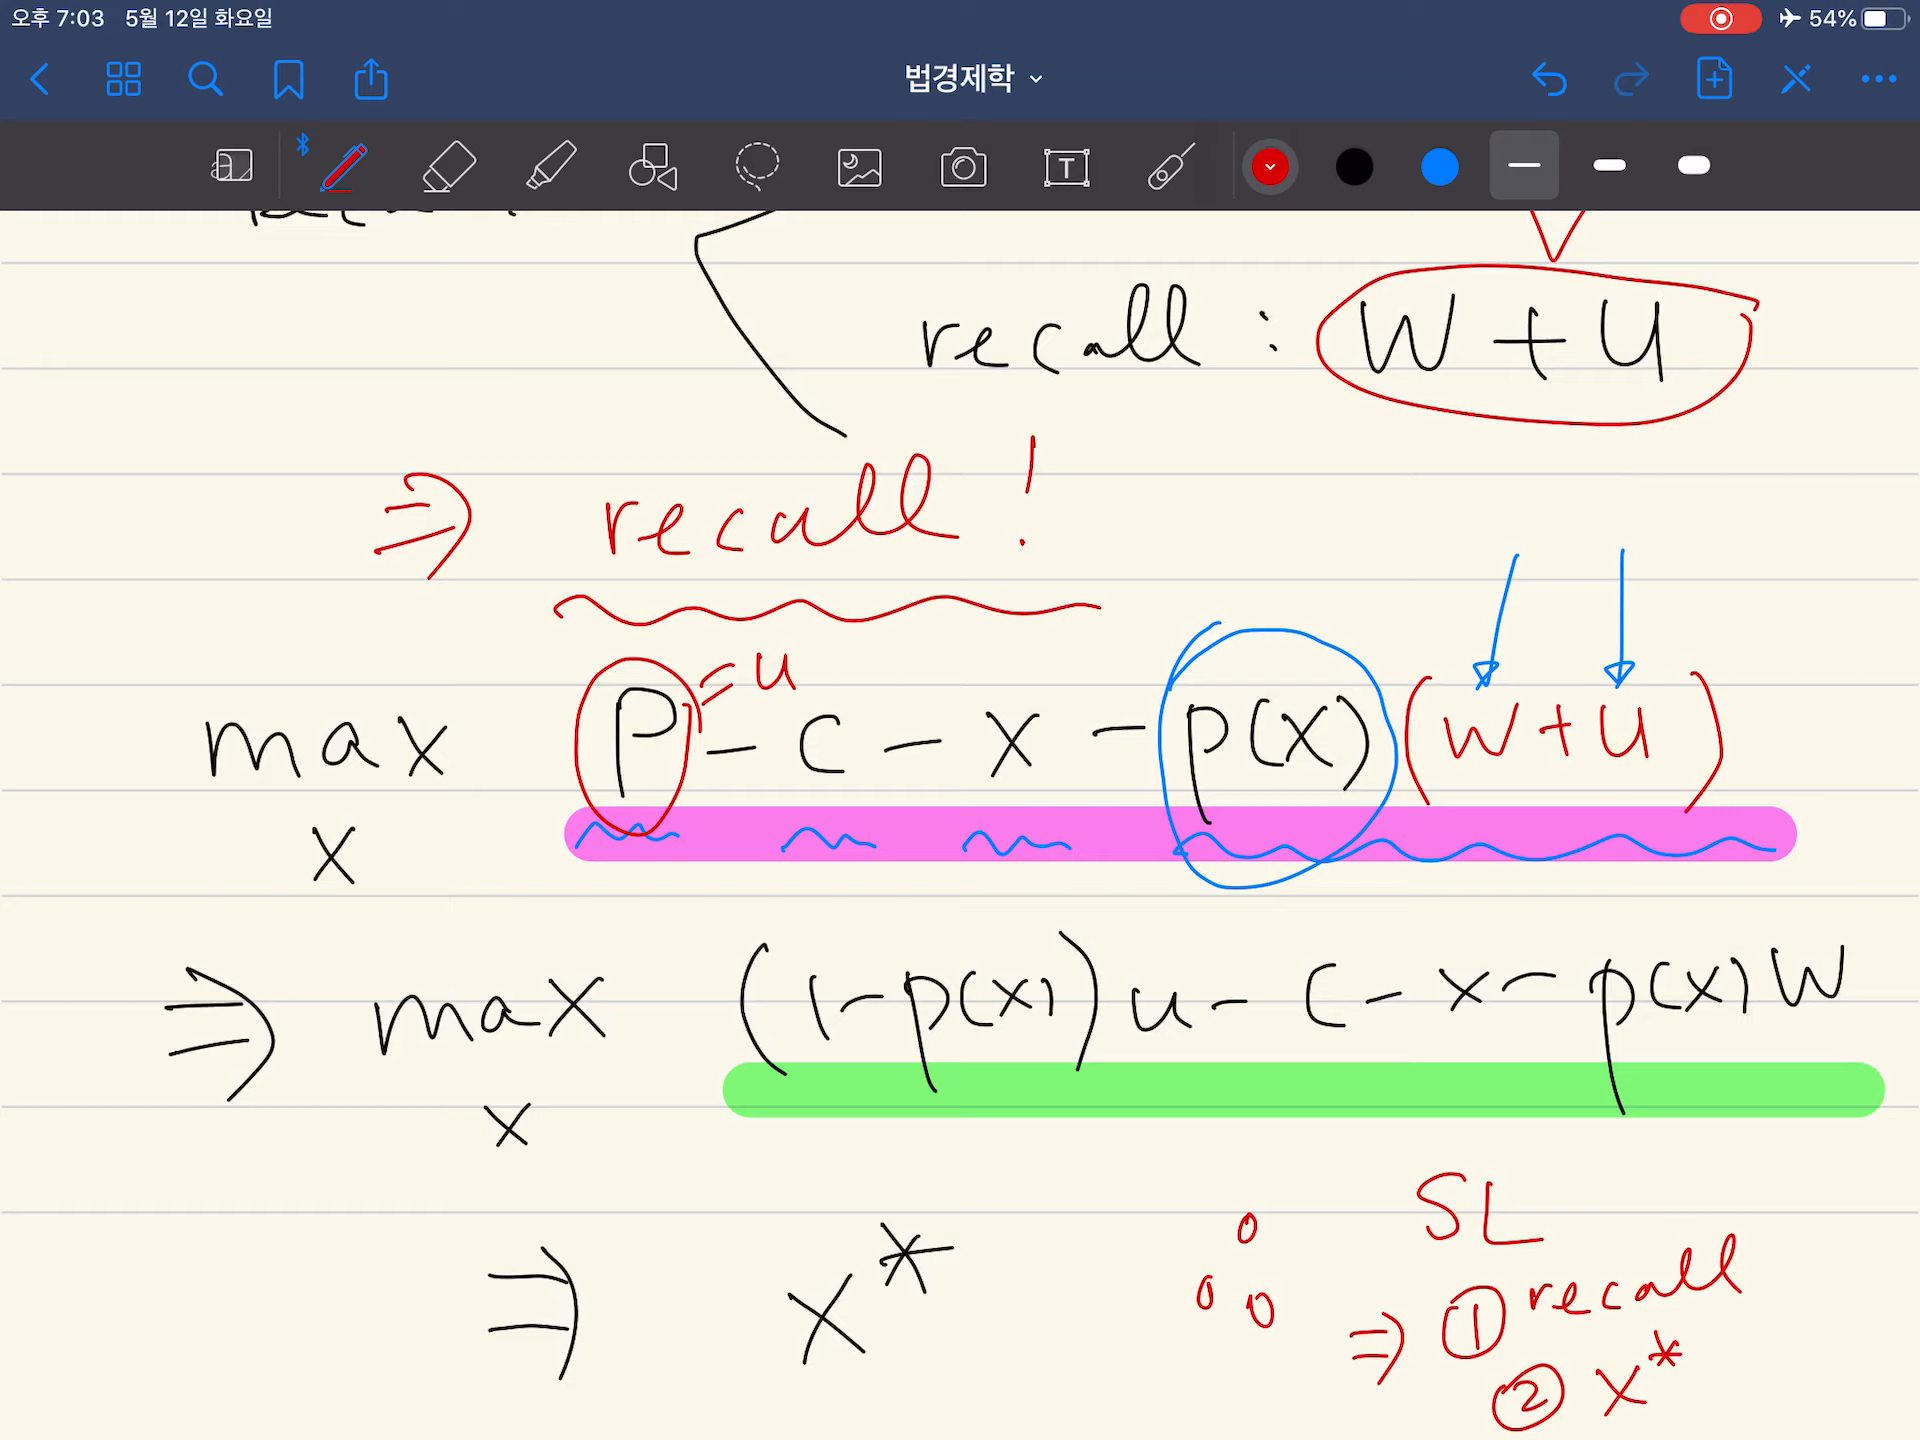 오후 7:03 5월 12일 화요일 54%
법경제학
recall : W + U
⇒ recall !
= u
max P - C - x - p(x) (W + U)
x
⇒ max (1 - p(x)) u - C - x - p(x) W
x
SL
⇒ x* ∴ ⇒ ① recall
② x*